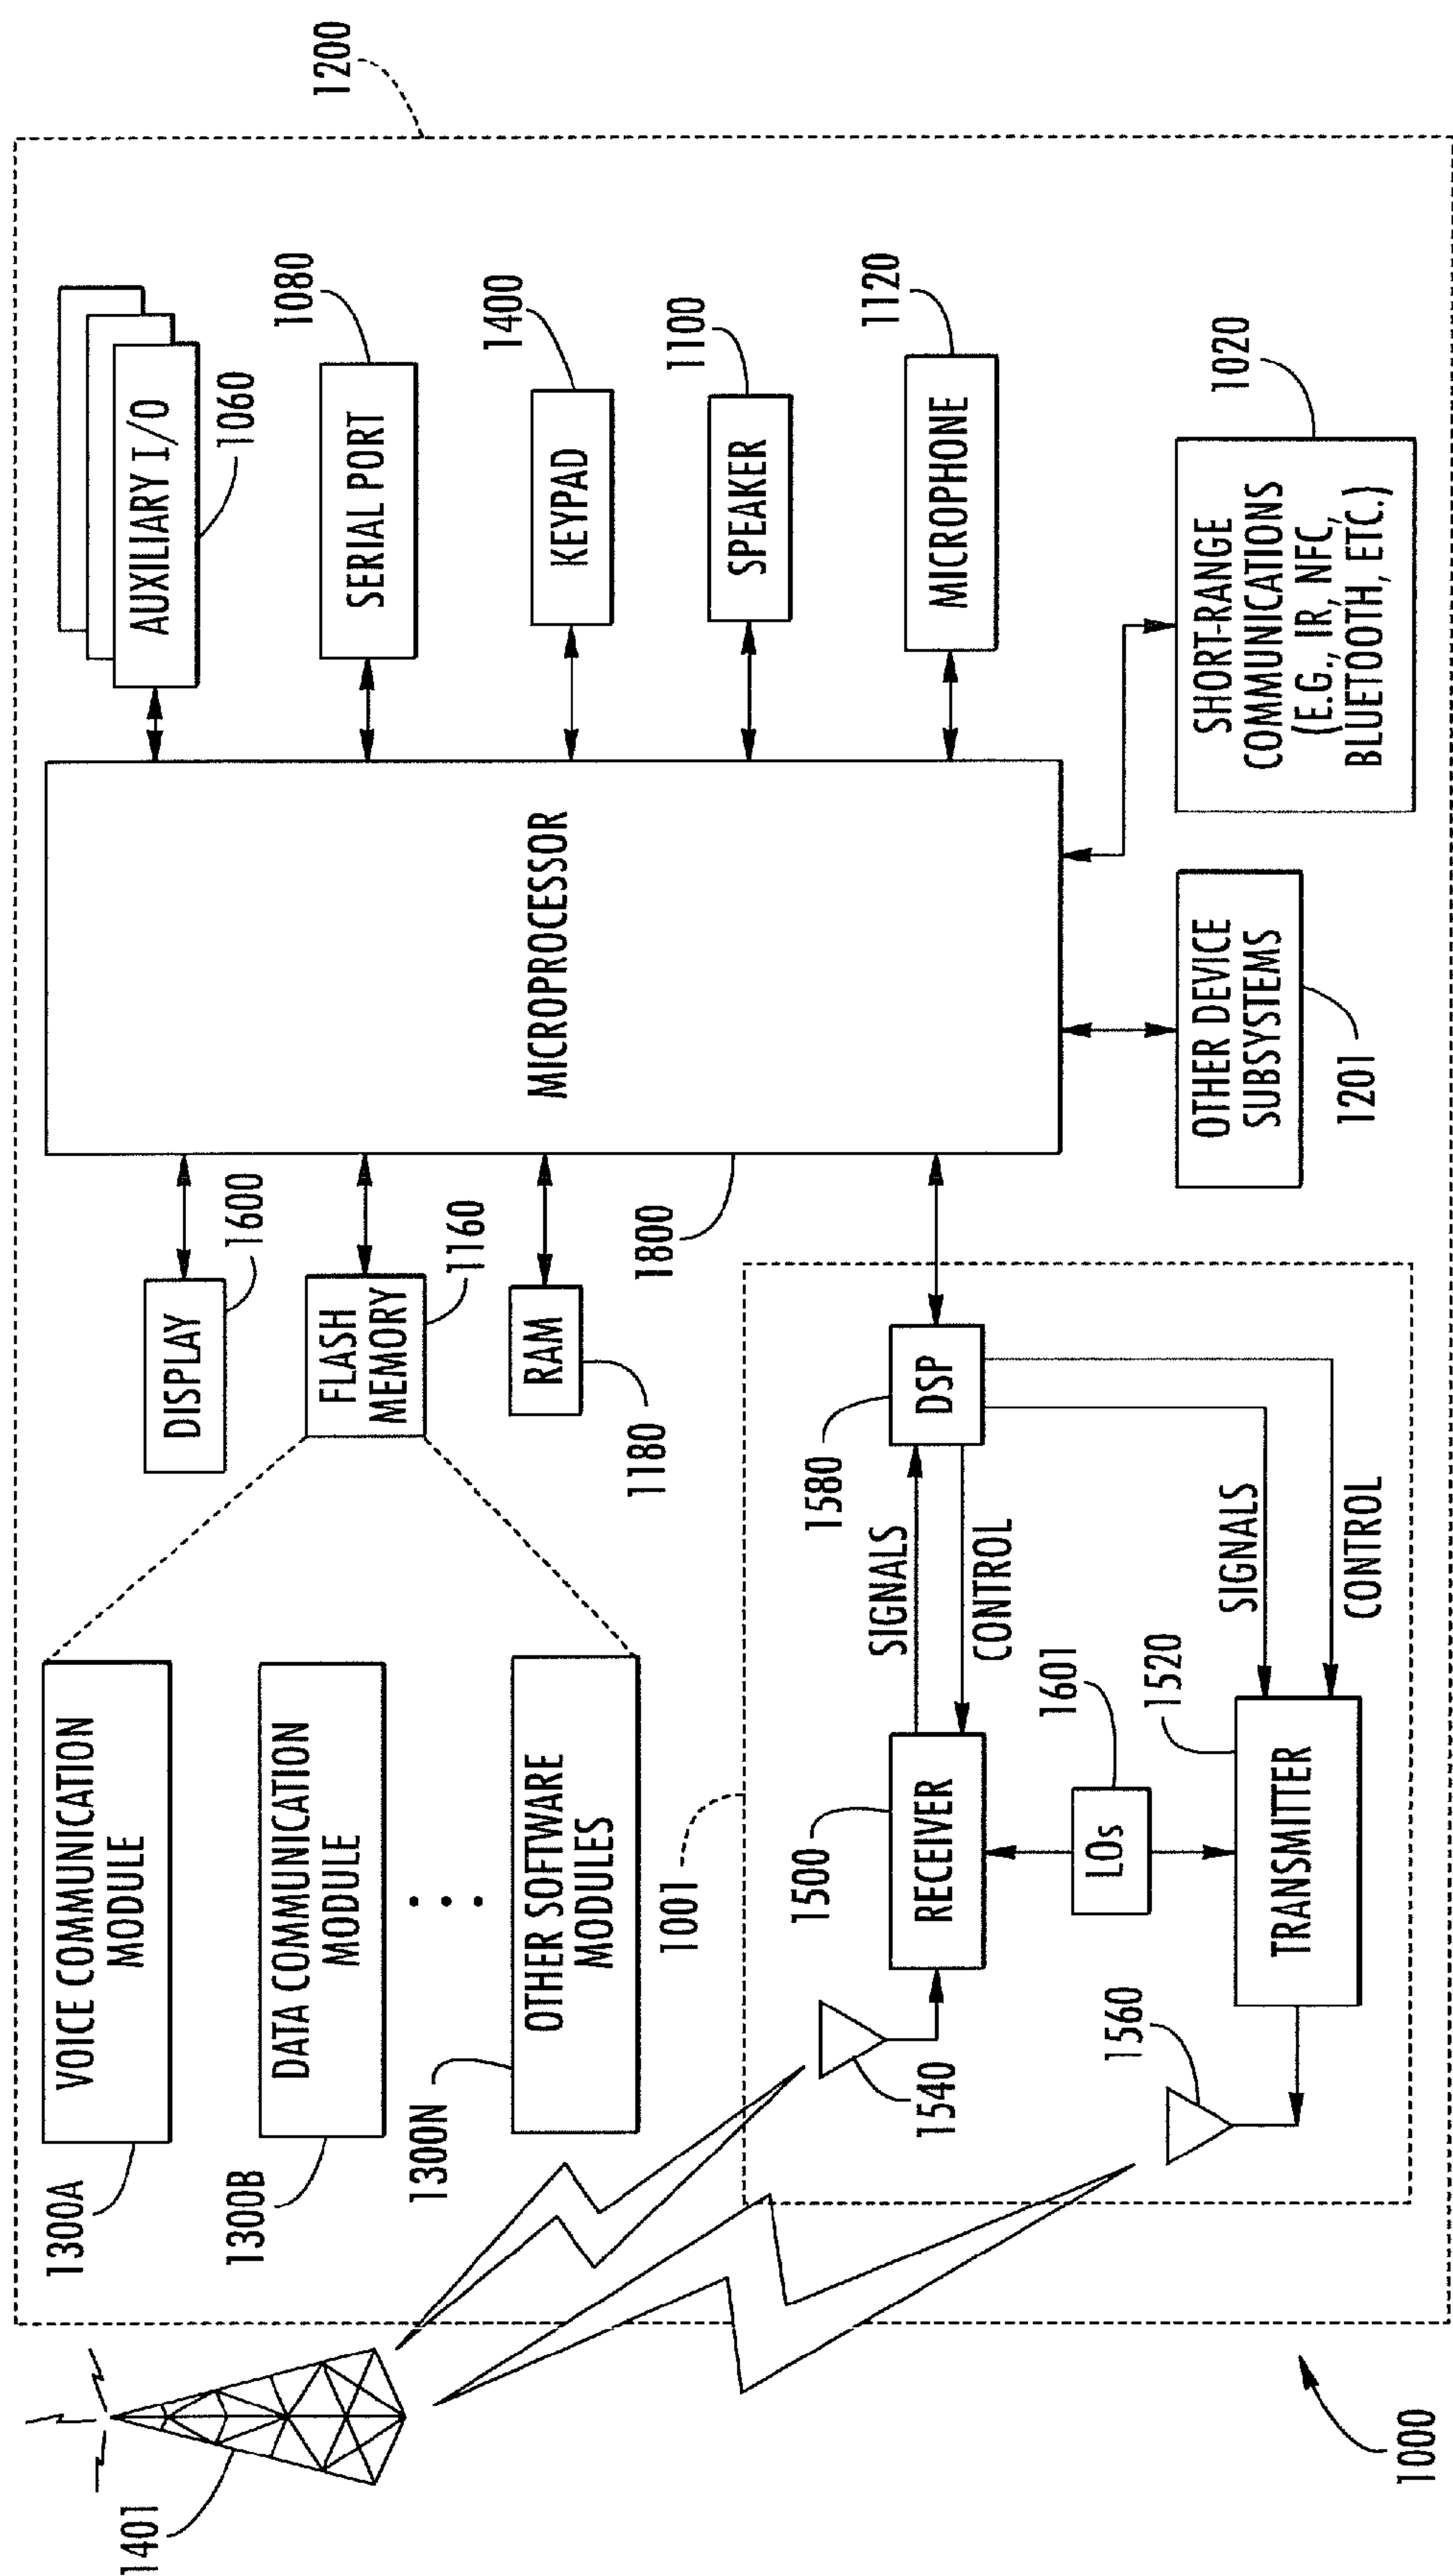 1401
1000
1200
1300A
VOICE COMMUNICATION
MODULE
1300B
DATA COMMUNICATION
MODULE
1300N
OTHER SOFTWARE
MODULES
DISPLAY
1600
FLASH
MEMORY
1160
RAM
1180
1800
MICROPROCESSOR
AUXILIARY I/O
1060
SERIAL PORT
1080
KEYPAD
1400
SPEAKER
1100
MICROPHONE
1120
SHORT-RANGE
COMMUNICATIONS
(E.G., IR, NFC,
BLUETOOTH, ETC.)
1020
OTHER DEVICE
SUBSYSTEMS
1201
1001
1540
1500
RECEIVER
SIGNALS
CONTROL
1580
DSP
1601
LOs
1560
1520
TRANSMITTER
SIGNALS
CONTROL